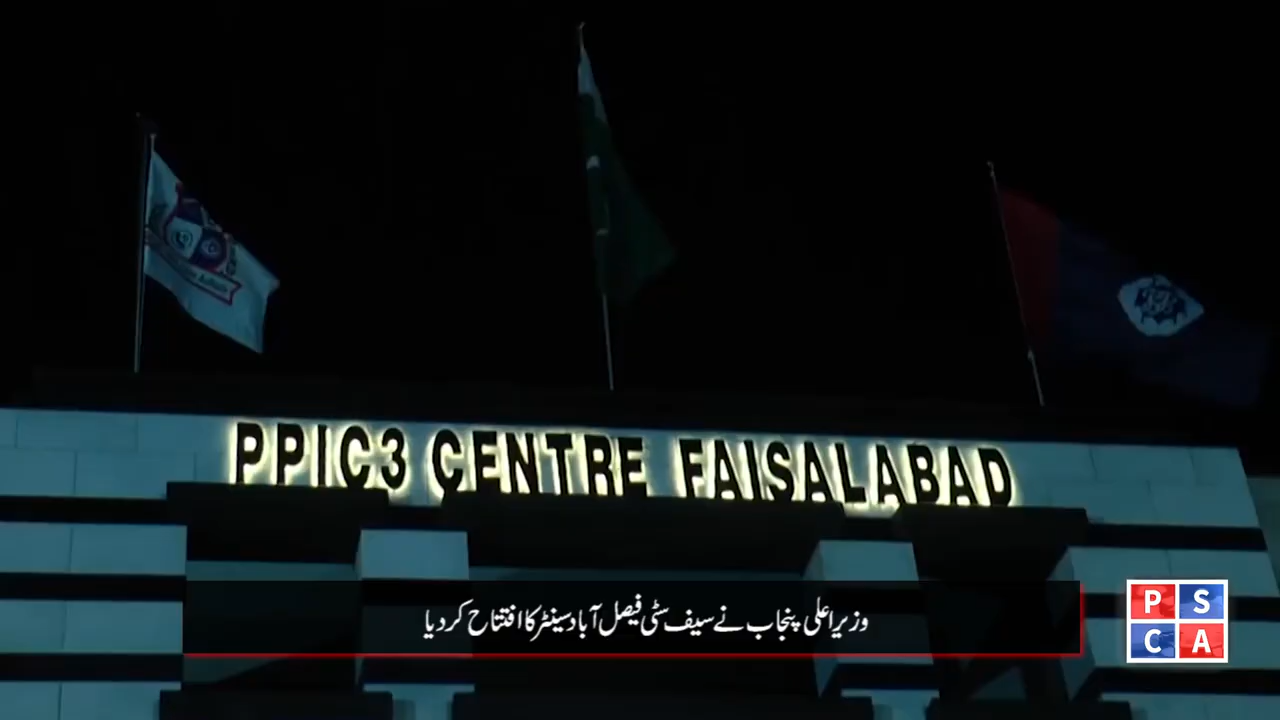 PPIC3 CENTRE FAISALABAD
وزیراعلی پنجاب نے سیف سٹی فیصل آباد سینٹر کا افتتاح کر دیا
P S
C A